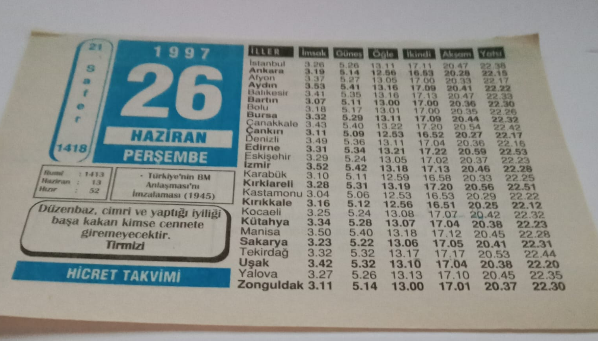 21
Safer
1418
1997
26
HAZİRAN
PERŞEMBE
Rumî : 1413
Haziran : 13
Hızır : 52
• Türkiye'nin BM
Anlaşması'nı
İmzalaması (1945)
Düzenbaz, cimri ve yaptığı iyiliği
başa kakan kimse cennete
giremeyecektir.
Tirmizi
HİCRET TAKVİMİ
İLLER İmsak Güneş Öğle İkindi Akşam Yatsı
İstanbul 3.26 5.26 13.11 17.11 20.47 22.38
Ankara 3.19 5.14 12.56 16.53 20.28 22.15
Afyon 3.37 5.27 13.05 17.00 20.33 22.17
Aydın 3.53 5.41 13.16 17.09 20.41 22.22
Balıkesir 3.41 5.35 13.16 17.13 20.47 22.33
Bartın 3.07 5.11 13.00 17.00 20.36 22.30
Bolu 3.18 5.17 13.01 17.00 20.35 22.26
Bursa 3.32 5.29 13.11 17.09 20.44 22.32
Çanakkale 3.43 5.40 13.22 17.20 20.54 22.42
Çankırı 3.11 5.09 12.53 16.52 20.27 22.17
Denizli 3.49 5.36 13.11 17.04 20.36 22.16
Edirne 3.31 5.34 13.21 17.22 20.59 22.53
Eskişehir 3.29 5.24 13.05 17.02 20.37 22.23
İzmir 3.52 5.42 13.18 17.13 20.46 22.28
Karabük 3.10 5.11 12.59 16.58 20.33 22.25
Kırklareli 3.28 5.31 13.19 17.20 20.56 22.51
Kastamonu 3.04 5.06 12.53 16.53 20.29 22.22
Kırıkkale 3.16 5.12 12.56 16.51 20.25 22.12
Kocaeli 3.25 5.24 13.08 17.07 20.42 22.32
Kütahya 3.34 5.28 13.07 17.04 20.38 22.23
Manisa 3.50 5.40 13.18 17.12 20.45 22.28
Sakarya 3.23 5.22 13.06 17.05 20.41 22.31
Tekirdağ 3.32 5.32 13.17 17.17 20.53 22.44
Uşak 3.42 5.32 13.10 17.04 20.38 22.20
Yalova 3.27 5.26 13.13 17.10 20.45 22.35
Zonguldak 3.11 5.14 13.00 17.01 20.37 22.30